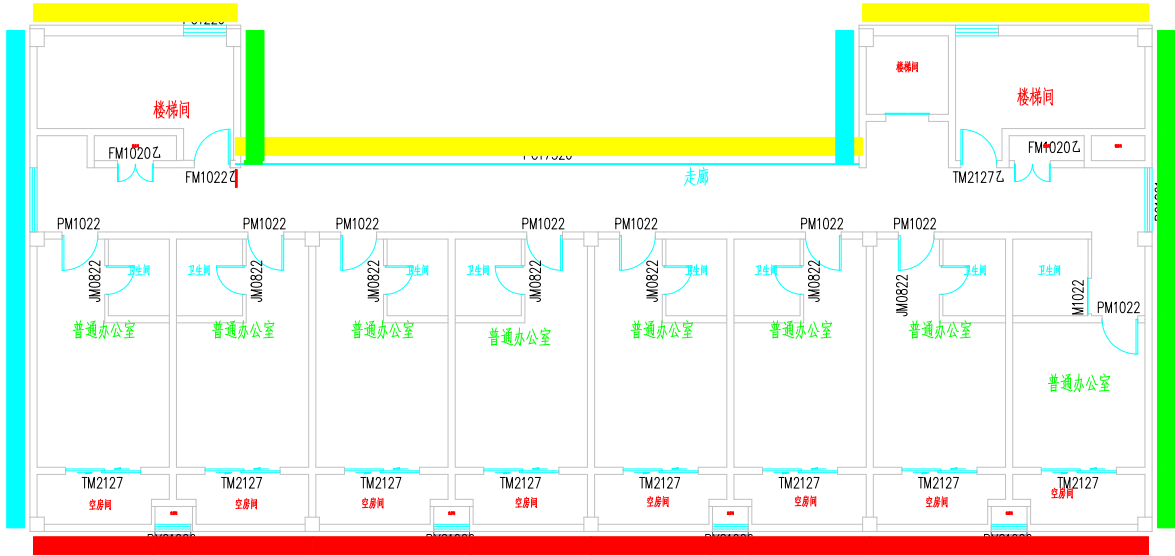 楼梯间
楼梯间
楼梯间
FM1020乙
FM1020乙
FM1022乙
走廊
TM2127乙
PM1022
PM1022
PM1022
PM1022
PM1022
PM1022
PM1022
卫生间
卫生间
卫生间
卫生间
卫生间
卫生间
卫生间
卫生间
JM0822
JM0822
JM0822
JM0822
JM0822
JM0822
JM0822
M1022
PM1022
普通办公室
普通办公室
普通办公室
普通办公室
普通办公室
普通办公室
普通办公室
普通办公室
TM2127
TM2127
TM2127
TM2127
TM2127
TM2127
TM2127
TM2127
空房间
空房间
空房间
空房间
空房间
空房间
空房间
空房间